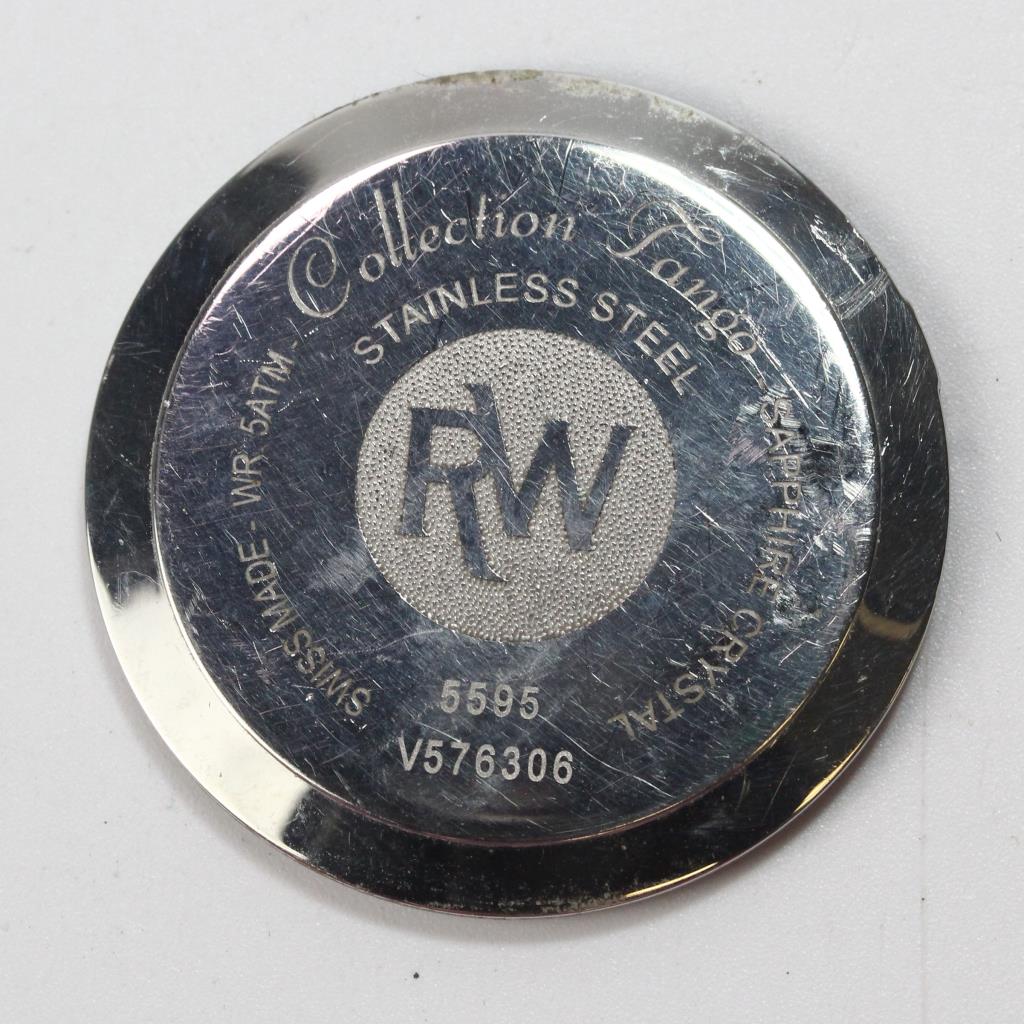 Collection Tango - SAPPHIRE CRYSTAL
SWISS MADE - WR 5ATM -
STAINLESS STEEL
RW
5595
V576306